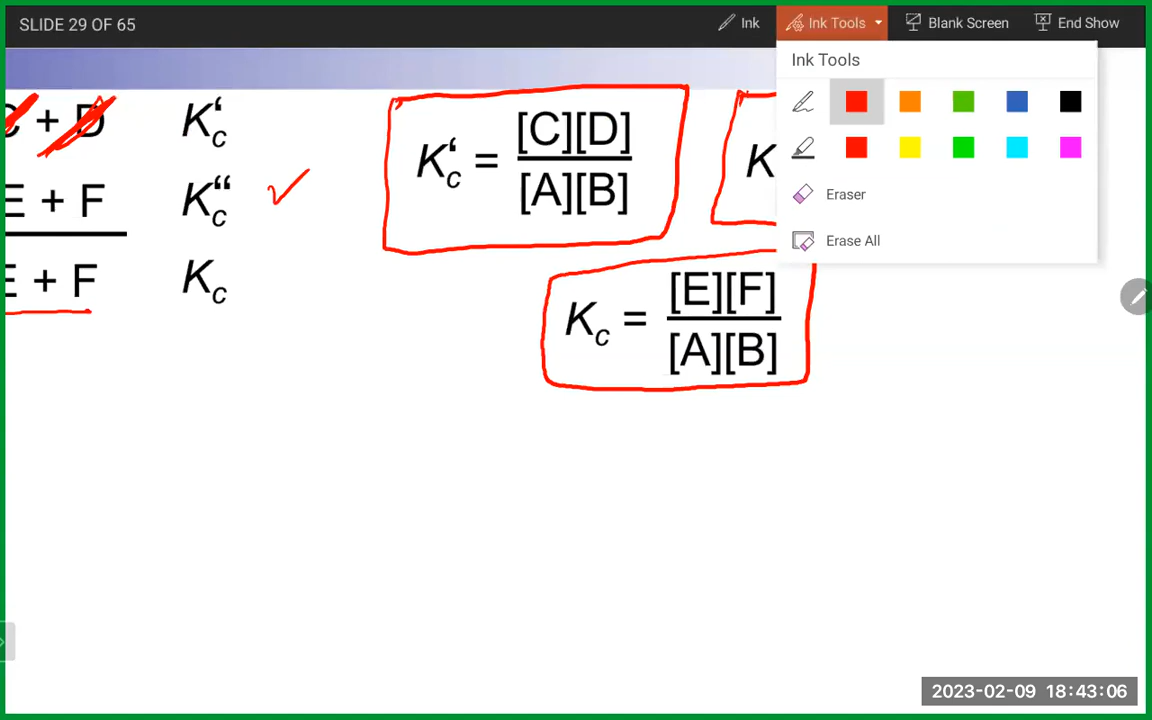 SLIDE 29 OF 65 Ink Ink Tools Blank Screen End Show
Ink Tools
Eraser
Erase All
C + D K‘c K‘c = [C][D] / [A][B] K
E + F K“c
E + F Kc Kc = [E][F] / [A][B]
2023-02-09 18:43:06